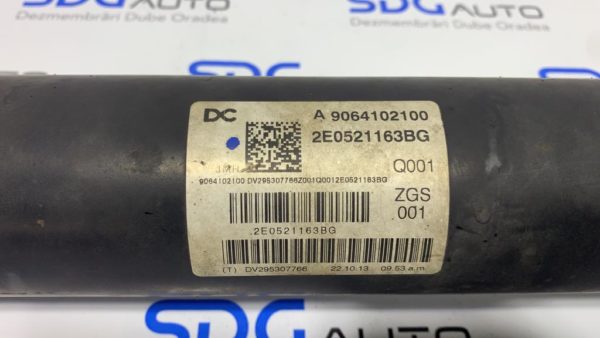 SDG AUTO
Dezmembrări Dube Oradea
SDG AUTO
Dezmembrări Dube Oradea
DC
A 9064102100
2E0521163BG
Q001
9064102100 DV295307766Z001Q0012E0521163BG
ZGS
.001
.2E0521163BG
(T) DV295307766 22.10.13 09.53 a.m.
SDG AUTO